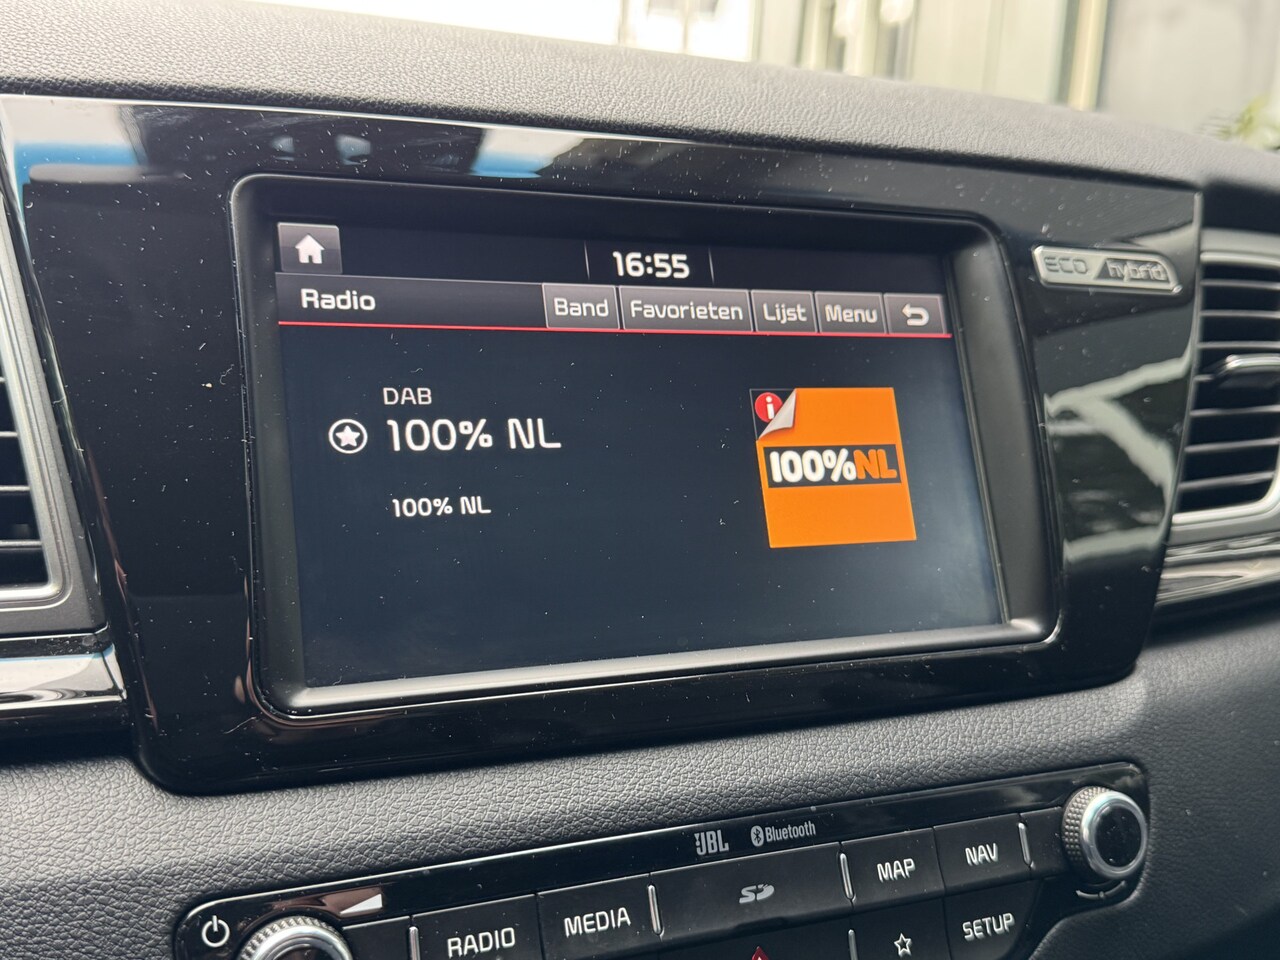 16:55
Radio
Band
Favorieten
Lijst
Menu
DAB
100% NL
100% NL
i
100%NL
ECO/hybrid
JBL
Bluetooth
RADIO
MEDIA
SD
MAP
NAV
SETUP